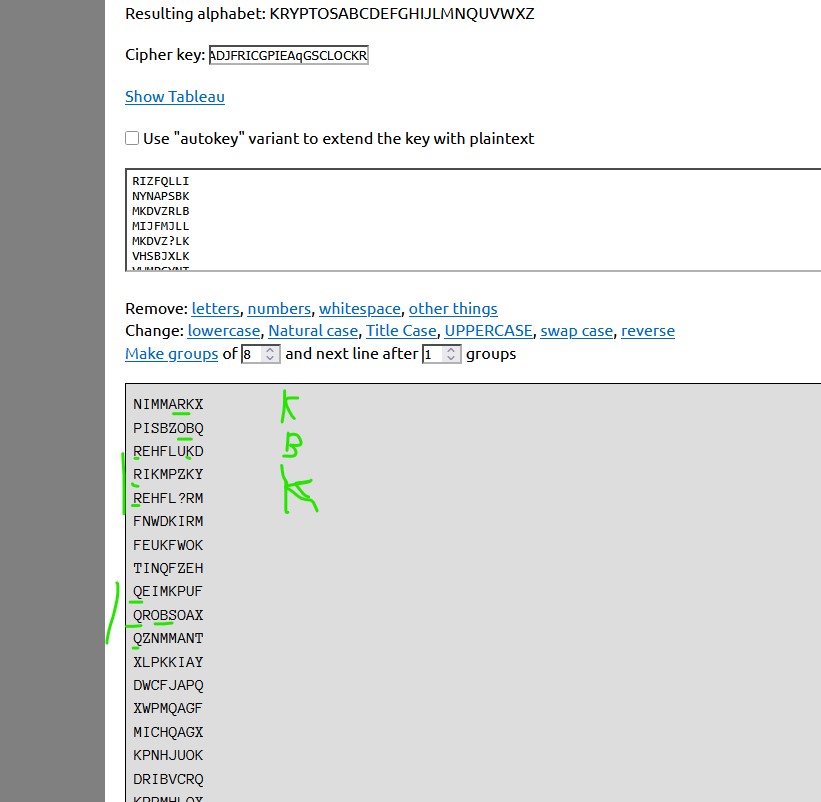 Resulting alphabet: KRYPTOSABCDEFGHIJLMNQUVWXZ
Cipher key: ADJFRICGPIEAqGSCLOCKR
Show Tableau
Use "autokey" variant to extend the key with plaintext
RIZFQLLI
NYNAPSBK
MKDVZRLB
MIJFMJLL
MKDVZ?LK
VHSBJXLK
Remove: letters, numbers, whitespace, other things
Change: lowercase, Natural case, Title Case, UPPERCASE, swap case, reverse
Make groups of 8 and next line after 1 groups
NIMMARKX K
PISBZOBQ B
REHFLUKD
RIKMPZKY K
REHFL?RM
FNWDKIRM
FEUKFWOK
TINQFZEH
QEIMKPUF
QROBSOAX
QZNMMANT
XLPKKIAY
DWCFJAPQ
XWPMQAGF
MICHQAGX
KPNHJUOK
DRIBVCRQ